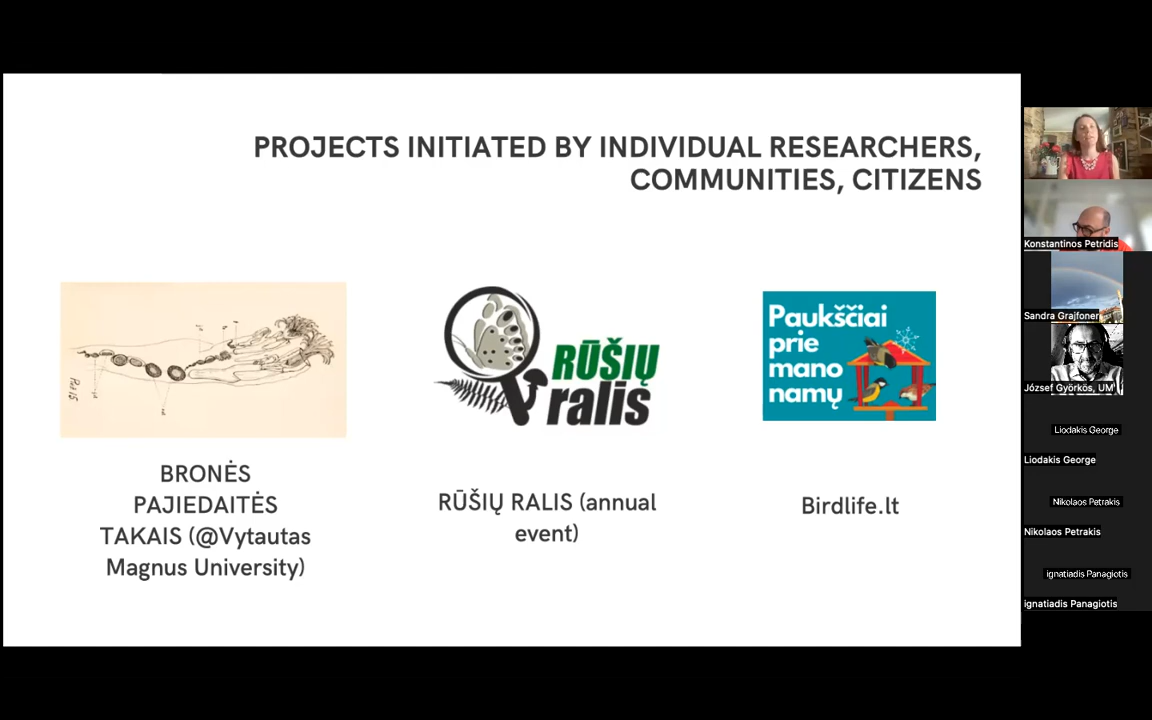 PROJECTS INITIATED BY INDIVIDUAL RESEARCHERS,
COMMUNITIES, CITIZENS
RŪŠIŲ
ralis
Paukščiai
prie
mano
namų
BRONĖS
PAJIEDAITĖS
TAKAIS (@Vytautas
Magnus University)
RŪŠIŲ RALIS (annual
event)
Birdlife.lt
Konstantinos Petridis
Sandra Grajfoner
József Györkös, UM
Liodakis George
Liodakis George
Nikolaos Petrakis
Nikolaos Petrakis
ignatiadis Panagiotis
ignatiadis Panagiotis